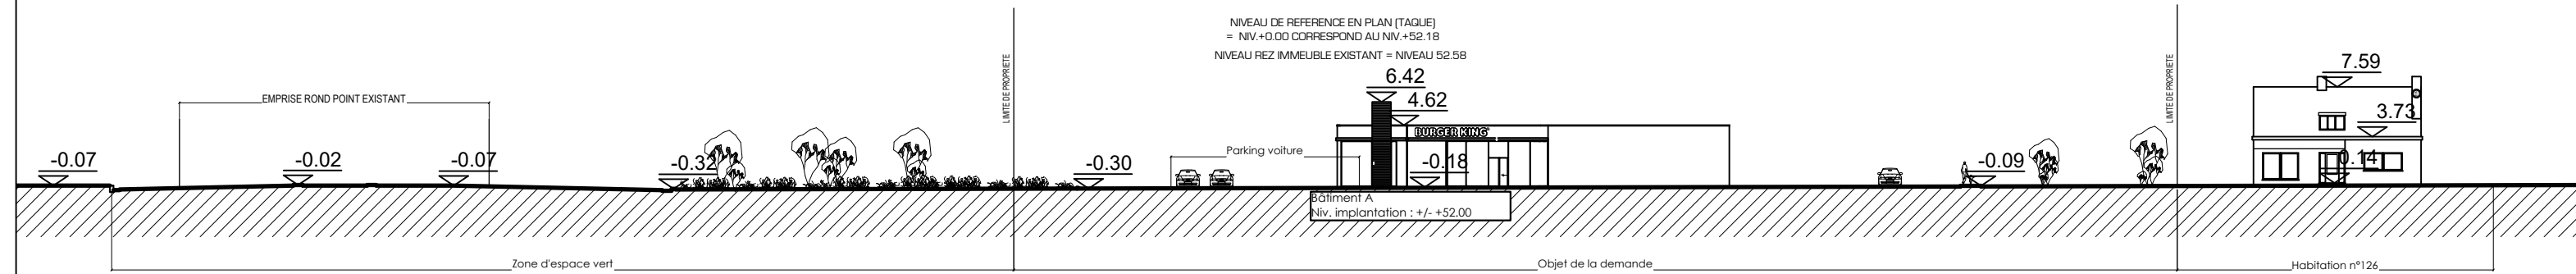 NIVEAU DE REFERENCE EN PLAN (TAQUE)
= NIV.+0.00 CORRESPOND AU NIV.+52.18
NIVEAU REZ IMMEUBLE EXISTANT = NIVEAU 52.58
LIMITE DE PROPRIETE
LIMITE DE PROPRIETE
EMPRISE ROND POINT EXISTANT
6.42
4.62
7.59
3.73
BURGER KING
Parking voiture
-0.07
-0.02
-0.07
-0.32
-0.30
-0.18
-0.09
0.14
Bâtiment A
Niv. implantation : +/- +52.00
Zone d'espace vert
Objet de la demande
Habitation n°126